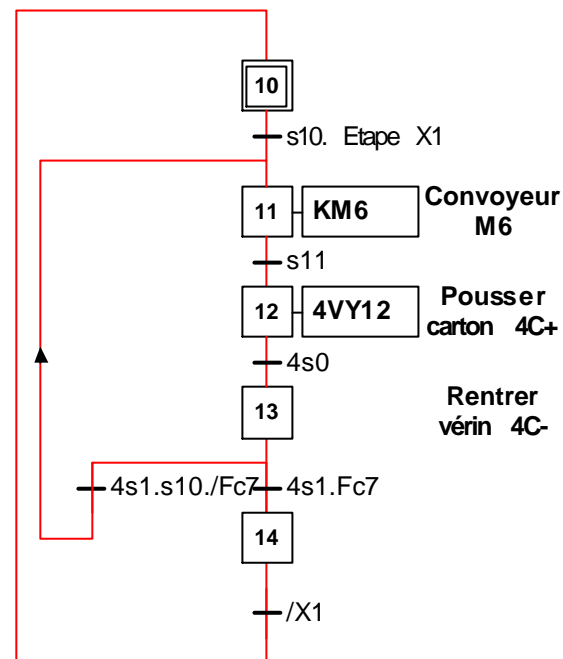 10
s10. Etape X1
11 KM6 Convoyeur
M6
s11
12 4VY12 Pousser
carton 4C+
4s0
13 Rentrer
vérin 4C-
4s1.s10./Fc7 4s1.Fc7
14
/X1